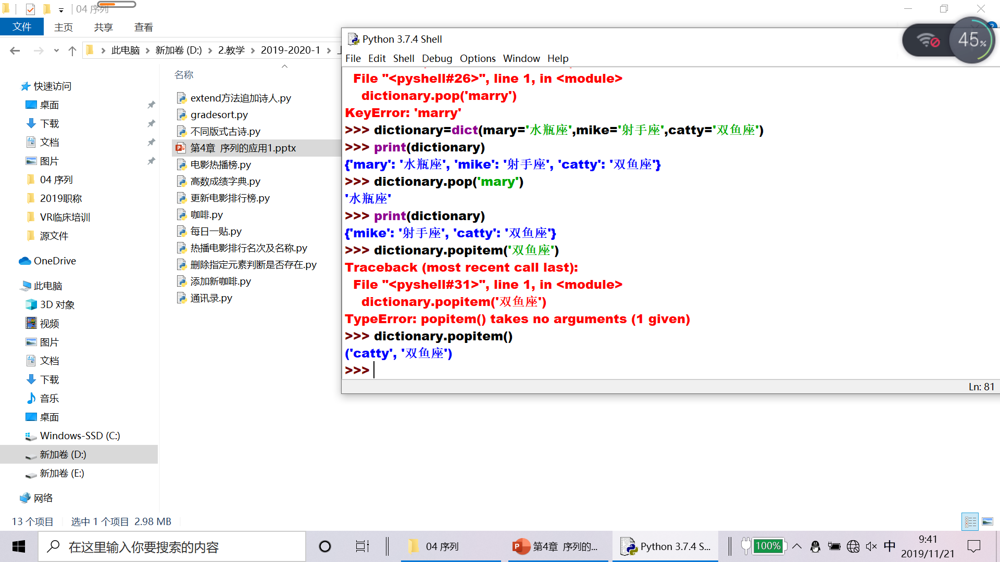 04 序列
文件 主页 共享 查看
此电脑 新加卷 (D:) 2.教学 2019-2020-1
名称
快速访问
桌面
下载
文档
图片
04 序列
2019职称
VR临床培训
源文件
OneDrive
此电脑
3D 对象
视频
图片
文档
下载
音乐
桌面
Windows-SSD (C:)
新加卷 (D:)
新加卷 (E:)
网络
extend方法追加诗人.py
gradesort.py
不同版式古诗.py
第4章 序列的应用1.pptx
电影热播榜.py
高数成绩字典.py
更新电影排行榜.py
咖啡.py
每日一贴.py
热播电影排行名次及名称.py
删除指定元素判断是否存在.py
添加新咖啡.py
通讯录.py
13 个项目 选中 1 个项目 2.98 MB
Python 3.7.4 Shell
File Edit Shell Debug Options Window Help
File "<pyshell#26>", line 1, in <module>
dictionary.pop('marry')
KeyError: 'marry'
>>> dictionary=dict(mary='水瓶座',mike='射手座',catty='双鱼座')
>>> print(dictionary)
{'mary': '水瓶座', 'mike': '射手座', 'catty': '双鱼座'}
>>> dictionary.pop('mary')
'水瓶座'
>>> print(dictionary)
{'mike': '射手座', 'catty': '双鱼座'}
>>> dictionary.popitem('双鱼座')
Traceback (most recent call last):
File "<pyshell#31>", line 1, in <module>
dictionary.popitem('双鱼座')
TypeError: popitem() takes no arguments (1 given)
>>> dictionary.popitem()
('catty', '双鱼座')
>>>
Ln: 81
45%
在这里输入你要搜索的内容
04 序列
第4章 序列的...
Python 3.7.4 S...
100%
中
9:41
2019/11/21